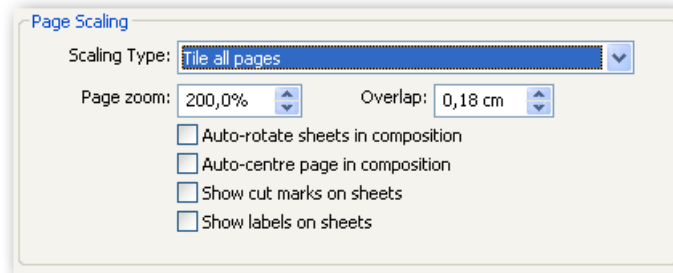 Page Scaling
Scaling Type: Tile all pages
Page zoom: 200,0% Overlap: 0,18 cm
Auto-rotate sheets in composition
Auto-centre page in composition
Show cut marks on sheets
Show labels on sheets